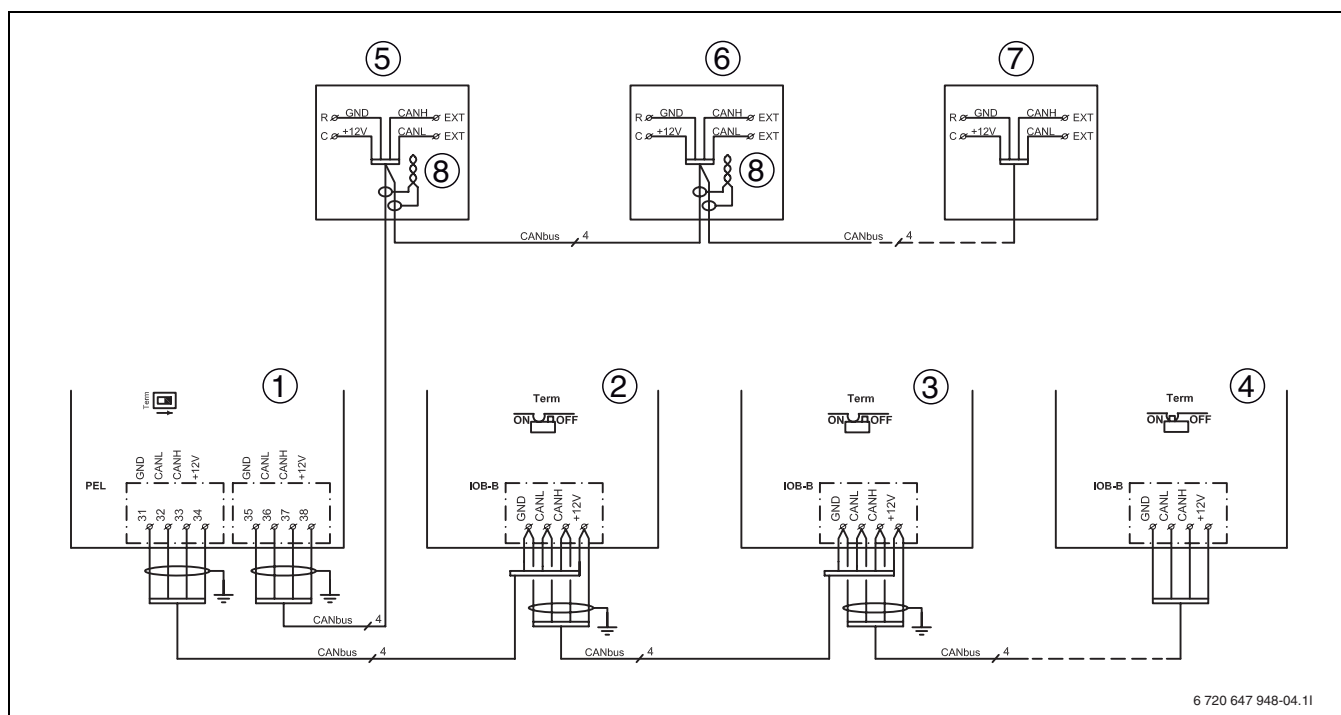 5 6 7
R GND CANH EXT
C +12V CANL EXT
8
R GND CANH EXT
C +12V CANL EXT
8
R GND CANH EXT
C +12V CANL EXT
CANbus 4
CANbus 4
1 2 3 4
Term
Term
ON OFF
Term
ON OFF
Term
ON OFF
PEL
GND CANL CANH +12V
31 32 33 34
GND CANL CANH +12V
35 36 37 38
IOB-B
GND CANL CANH +12V
IOB-B
GND CANL CANH +12V
IOB-B
GND CANL CANH +12V
CANbus 4
CANbus 4
CANbus 4
CANbus 4
6 720 647 948-04.1I